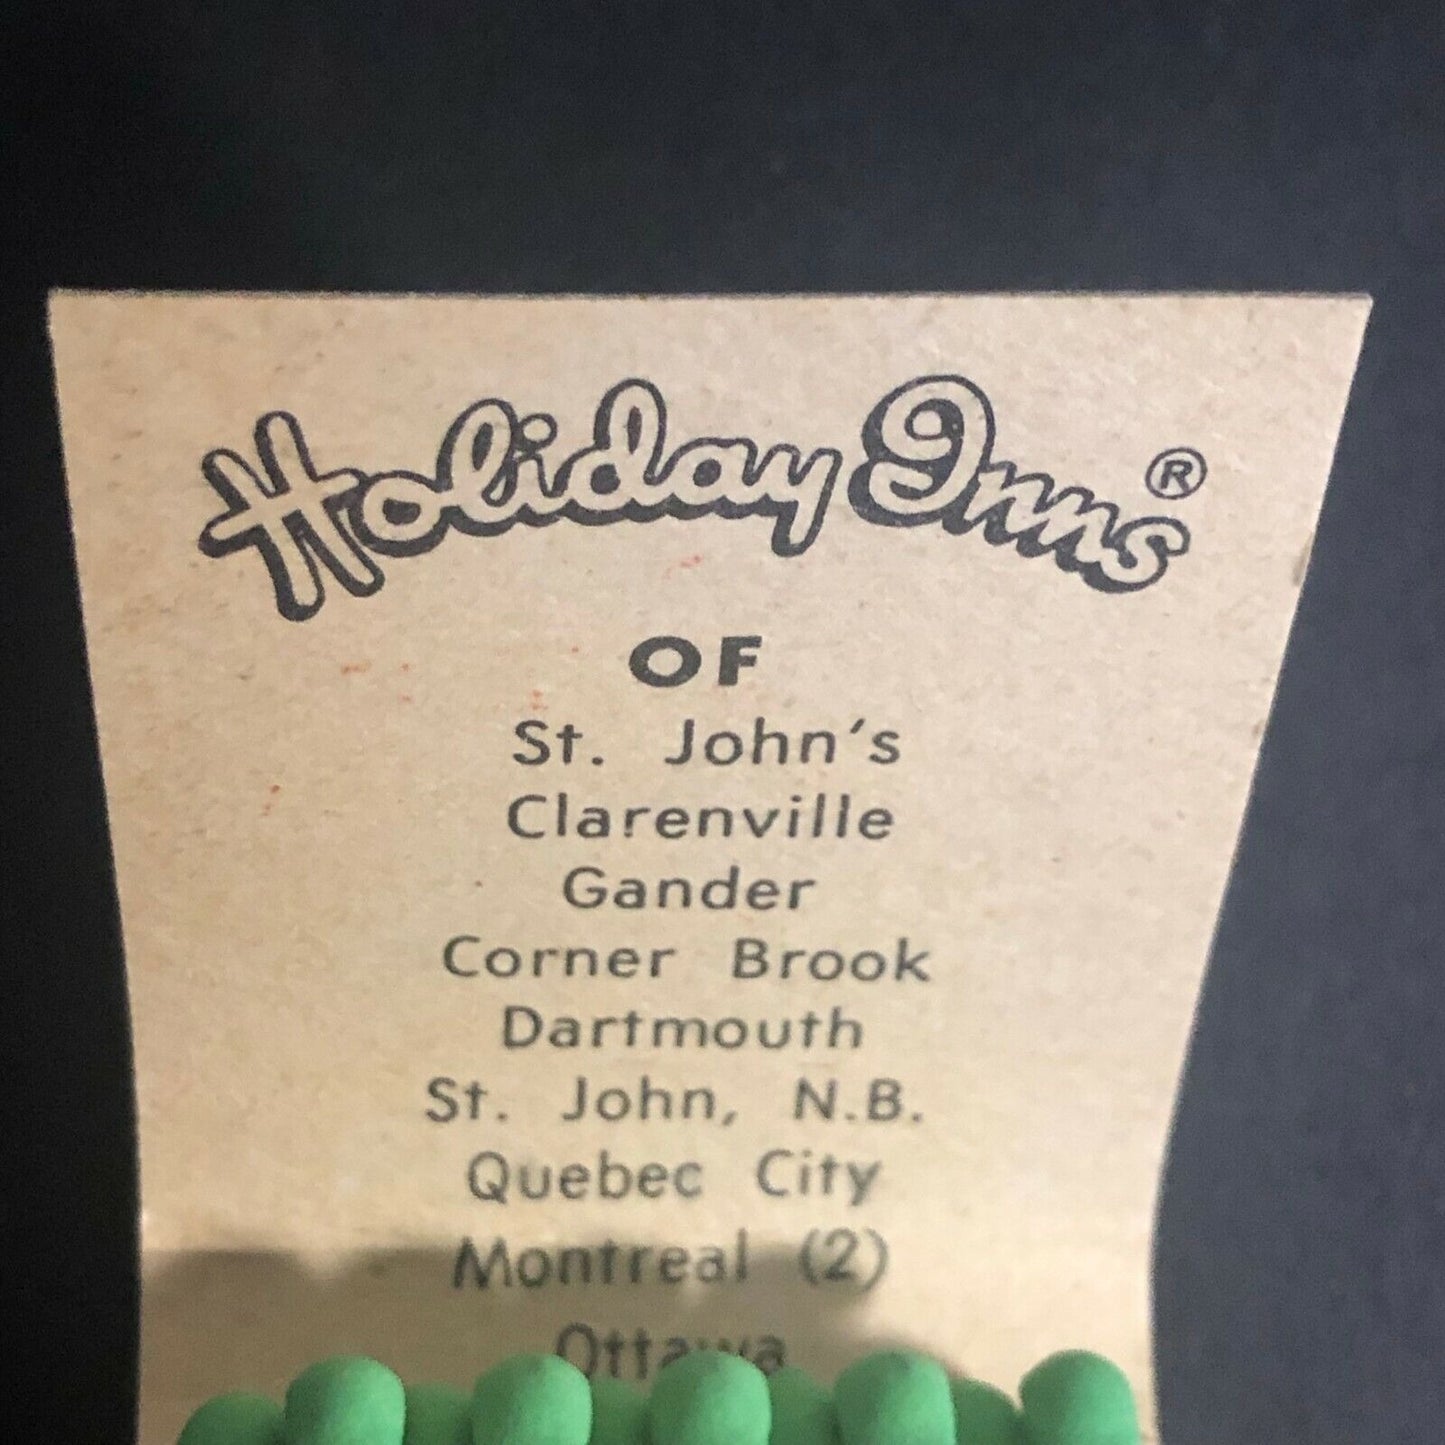 Holiday Inns®
OF
St. John's
Clarenville
Gander
Corner Brook
Dartmouth
St. John, N.B.
Quebec City
Montreal (2)
Ottawa